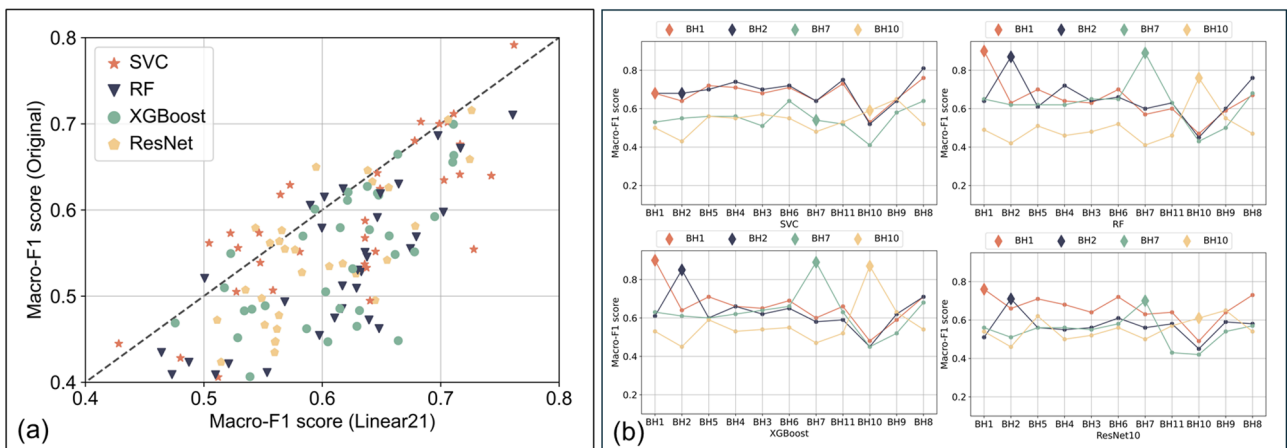 0.8
0.7
0.6
0.5
0.4
Macro-F1 score (Original)
SVC
RF
XGBoost
ResNet
0.4 0.5 0.6 0.7 0.8
Macro-F1 score (Linear21)
(a)
BH1 BH2 BH7 BH10
0.8
0.6
0.4
0.2
Macro-F1 score
BH1 BH2 BH5 BH4 BH3 BH6 BH7 BH11 BH10 BH9 BH8
SVC
BH1 BH2 BH7 BH10
0.8
0.6
0.4
0.2
Macro-F1 score
BH1 BH2 BH5 BH4 BH3 BH6 BH7 BH11 BH10 BH9 BH8
RF
BH1 BH2 BH7 BH10
0.8
0.6
0.4
0.2
Macro-F1 score
BH1 BH2 BH5 BH4 BH3 BH6 BH7 BH11 BH10 BH9 BH8
XGBoost
BH1 BH2 BH7 BH10
0.8
0.6
0.4
0.2
Macro-F1 score
BH1 BH2 BH5 BH4 BH3 BH6 BH7 BH11 BH10 BH9 BH8
ResNet10
(b)